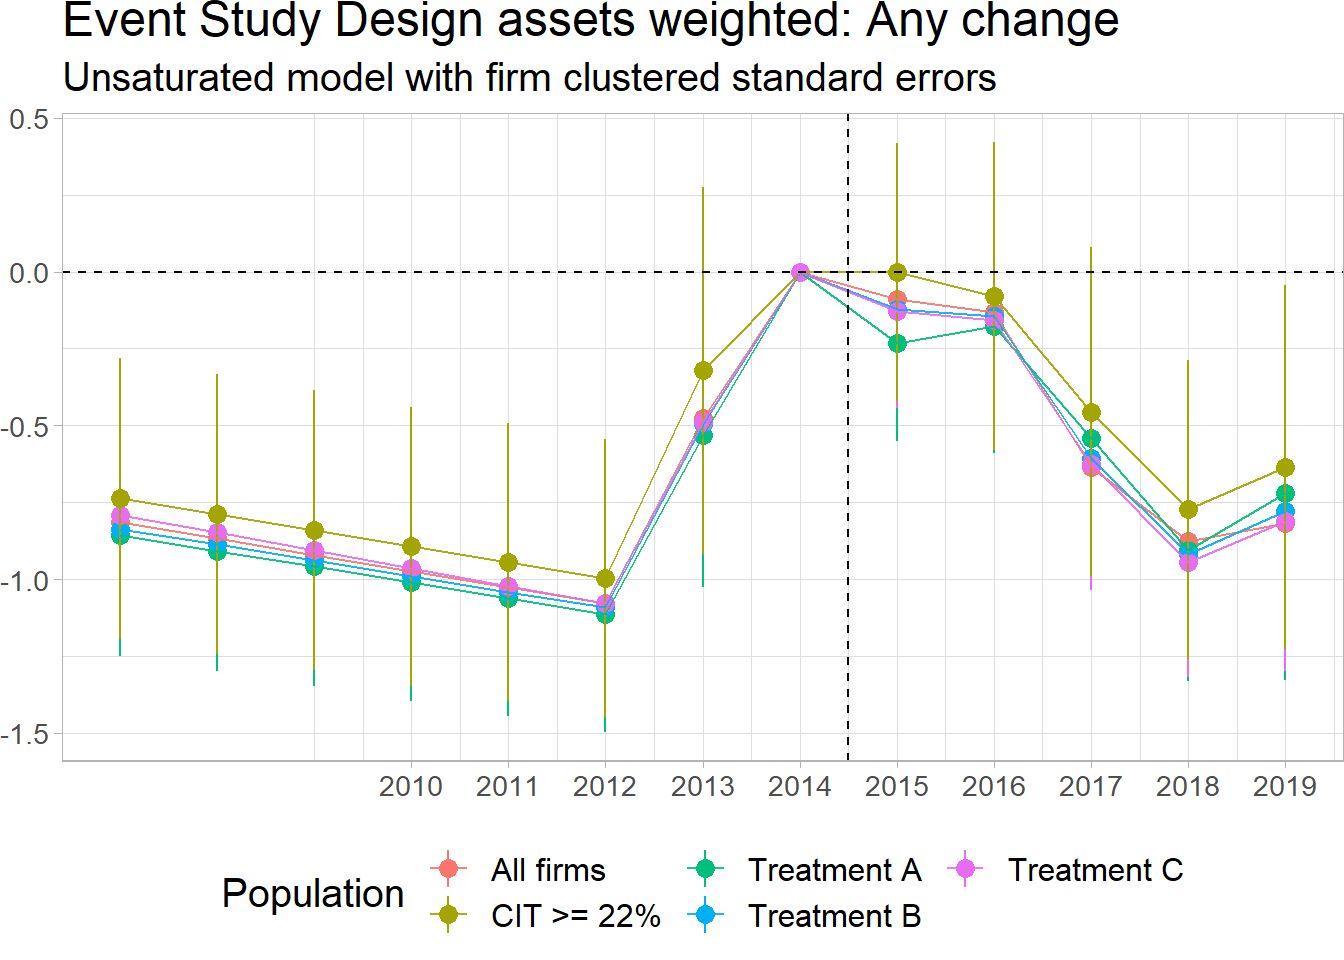 Event Study Design assets weighted: Any change
Unsaturated model with firm clustered standard errors
0.5
0.0
-0.5
-1.0
-1.5
2010 2011 2012 2013 2014 2015 2016 2017 2018 2019
Population
All firms
CIT >= 22%
Treatment A
Treatment B
Treatment C